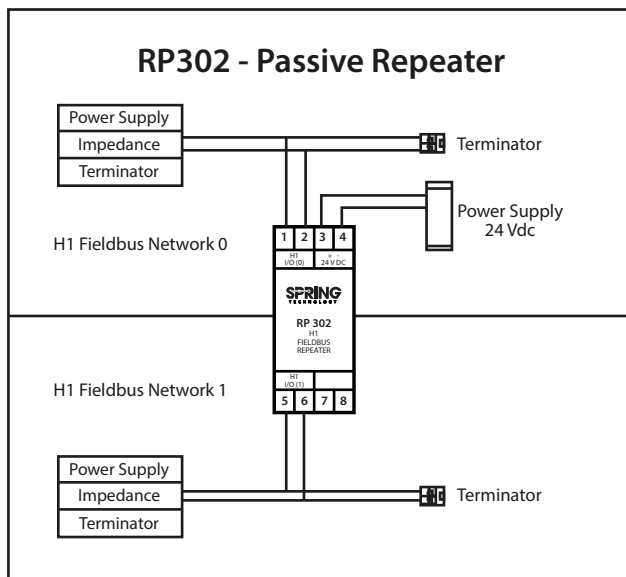 RP302 - Passive Repeater
Power Supply
Impedance
Terminator
Terminator
H1 Fieldbus Network 0
Power Supply
24 Vdc
1 2 3 4
H1
I/O (0)
+ -
24 V DC
SPRING
TECHNOLOGY
RP 302
H1
FIELDBUS
REPEATER
H1 Fieldbus Network 1
H1
I/O (1)
5 6 7 8
Power Supply
Impedance
Terminator
Terminator